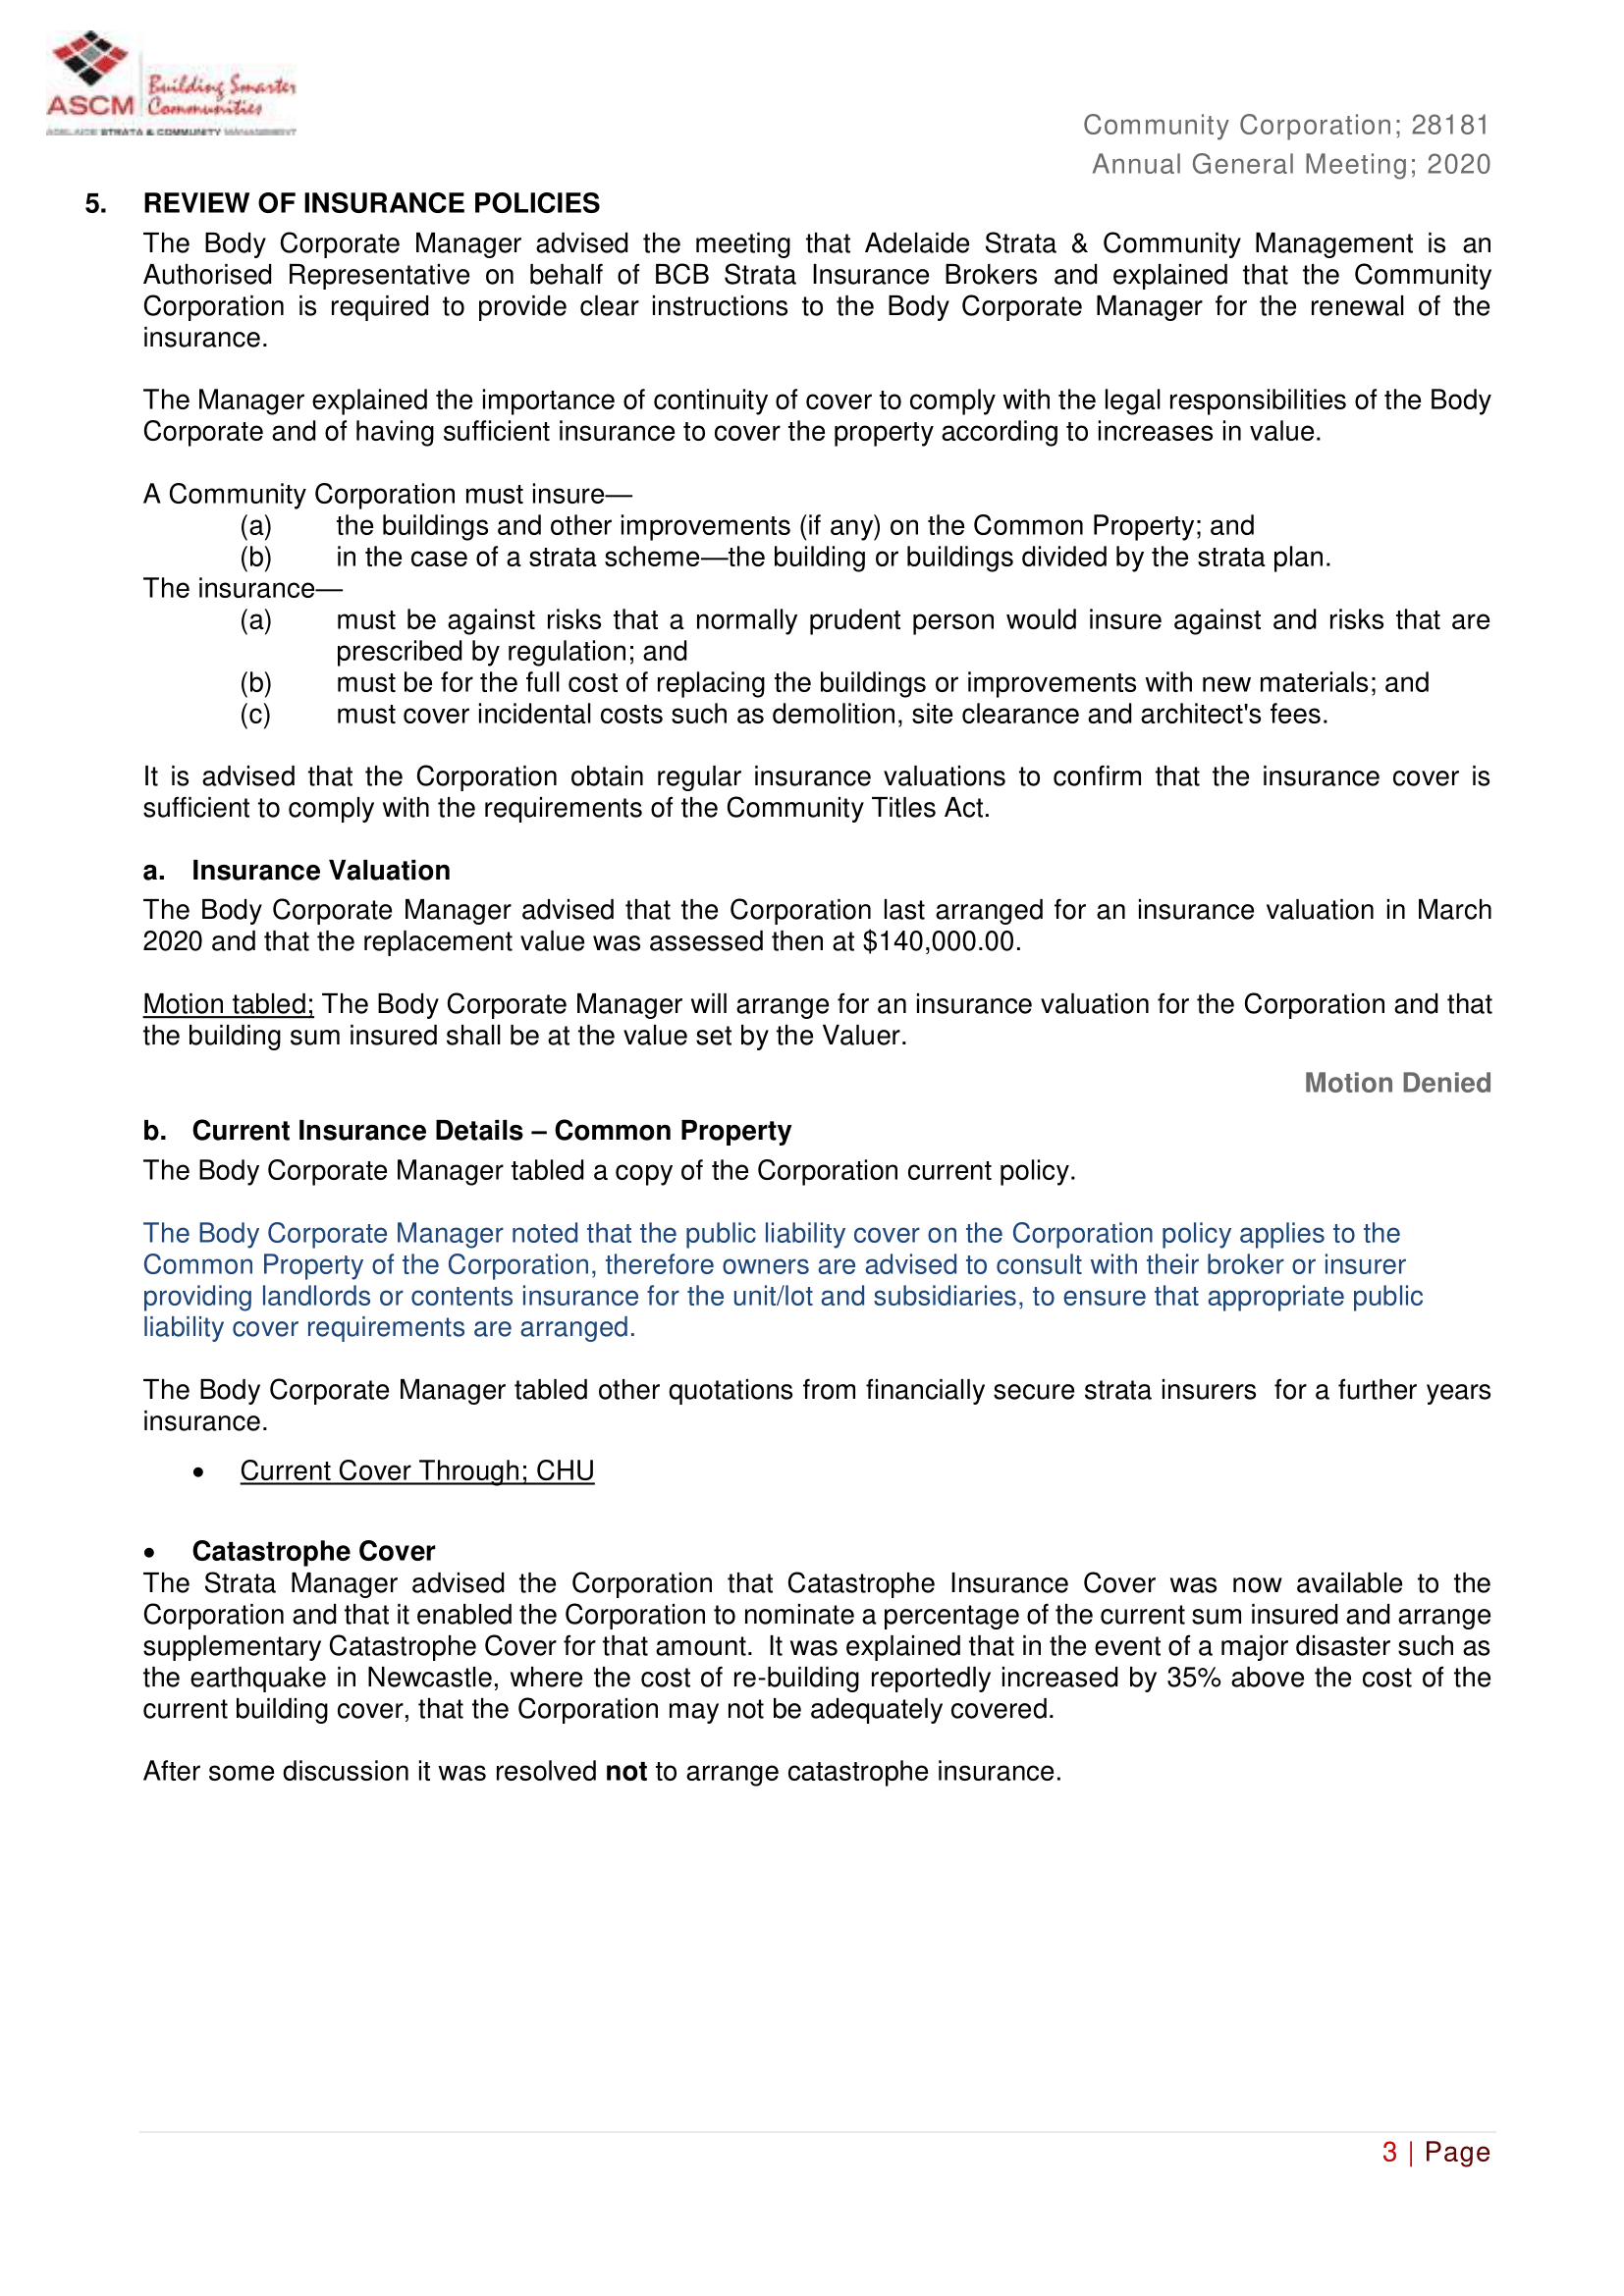 ASCM
Building Smarter
Communities
ADELAIDE STRATA & COMMUNITY MANAGEMENT
Community Corporation; 28181
Annual General Meeting; 2020
5. REVIEW OF INSURANCE POLICIES
The Body Corporate Manager advised the meeting that Adelaide Strata & Community Management is an
Authorised Representative on behalf of BCB Strata Insurance Brokers and explained that the Community
Corporation is required to provide clear instructions to the Body Corporate Manager for the renewal of the
insurance.
The Manager explained the importance of continuity of cover to comply with the legal responsibilities of the Body
Corporate and of having sufficient insurance to cover the property according to increases in value.
A Community Corporation must insure—
(a) the buildings and other improvements (if any) on the Common Property; and
(b) in the case of a strata scheme—the building or buildings divided by the strata plan.
The insurance—
(a) must be against risks that a normally prudent person would insure against and risks that are
prescribed by regulation; and
(b) must be for the full cost of replacing the buildings or improvements with new materials; and
(c) must cover incidental costs such as demolition, site clearance and architect's fees.
It is advised that the Corporation obtain regular insurance valuations to confirm that the insurance cover is
sufficient to comply with the requirements of the Community Titles Act.
a. Insurance Valuation
The Body Corporate Manager advised that the Corporation last arranged for an insurance valuation in March
2020 and that the replacement value was assessed then at $140,000.00.
Motion tabled; The Body Corporate Manager will arrange for an insurance valuation for the Corporation and that
the building sum insured shall be at the value set by the Valuer.
Motion Denied
b. Current Insurance Details – Common Property
The Body Corporate Manager tabled a copy of the Corporation current policy.
The Body Corporate Manager noted that the public liability cover on the Corporation policy applies to the
Common Property of the Corporation, therefore owners are advised to consult with their broker or insurer
providing landlords or contents insurance for the unit/lot and subsidiaries, to ensure that appropriate public
liability cover requirements are arranged.
The Body Corporate Manager tabled other quotations from financially secure strata insurers  for a further years
insurance.
• Current Cover Through; CHU
• Catastrophe Cover
The Strata Manager advised the Corporation that Catastrophe Insurance Cover was now available to the
Corporation and that it enabled the Corporation to nominate a percentage of the current sum insured and arrange
supplementary Catastrophe Cover for that amount.  It was explained that in the event of a major disaster such as
the earthquake in Newcastle, where the cost of re-building reportedly increased by 35% above the cost of the
current building cover, that the Corporation may not be adequately covered.
After some discussion it was resolved not to arrange catastrophe insurance.
3 | Page